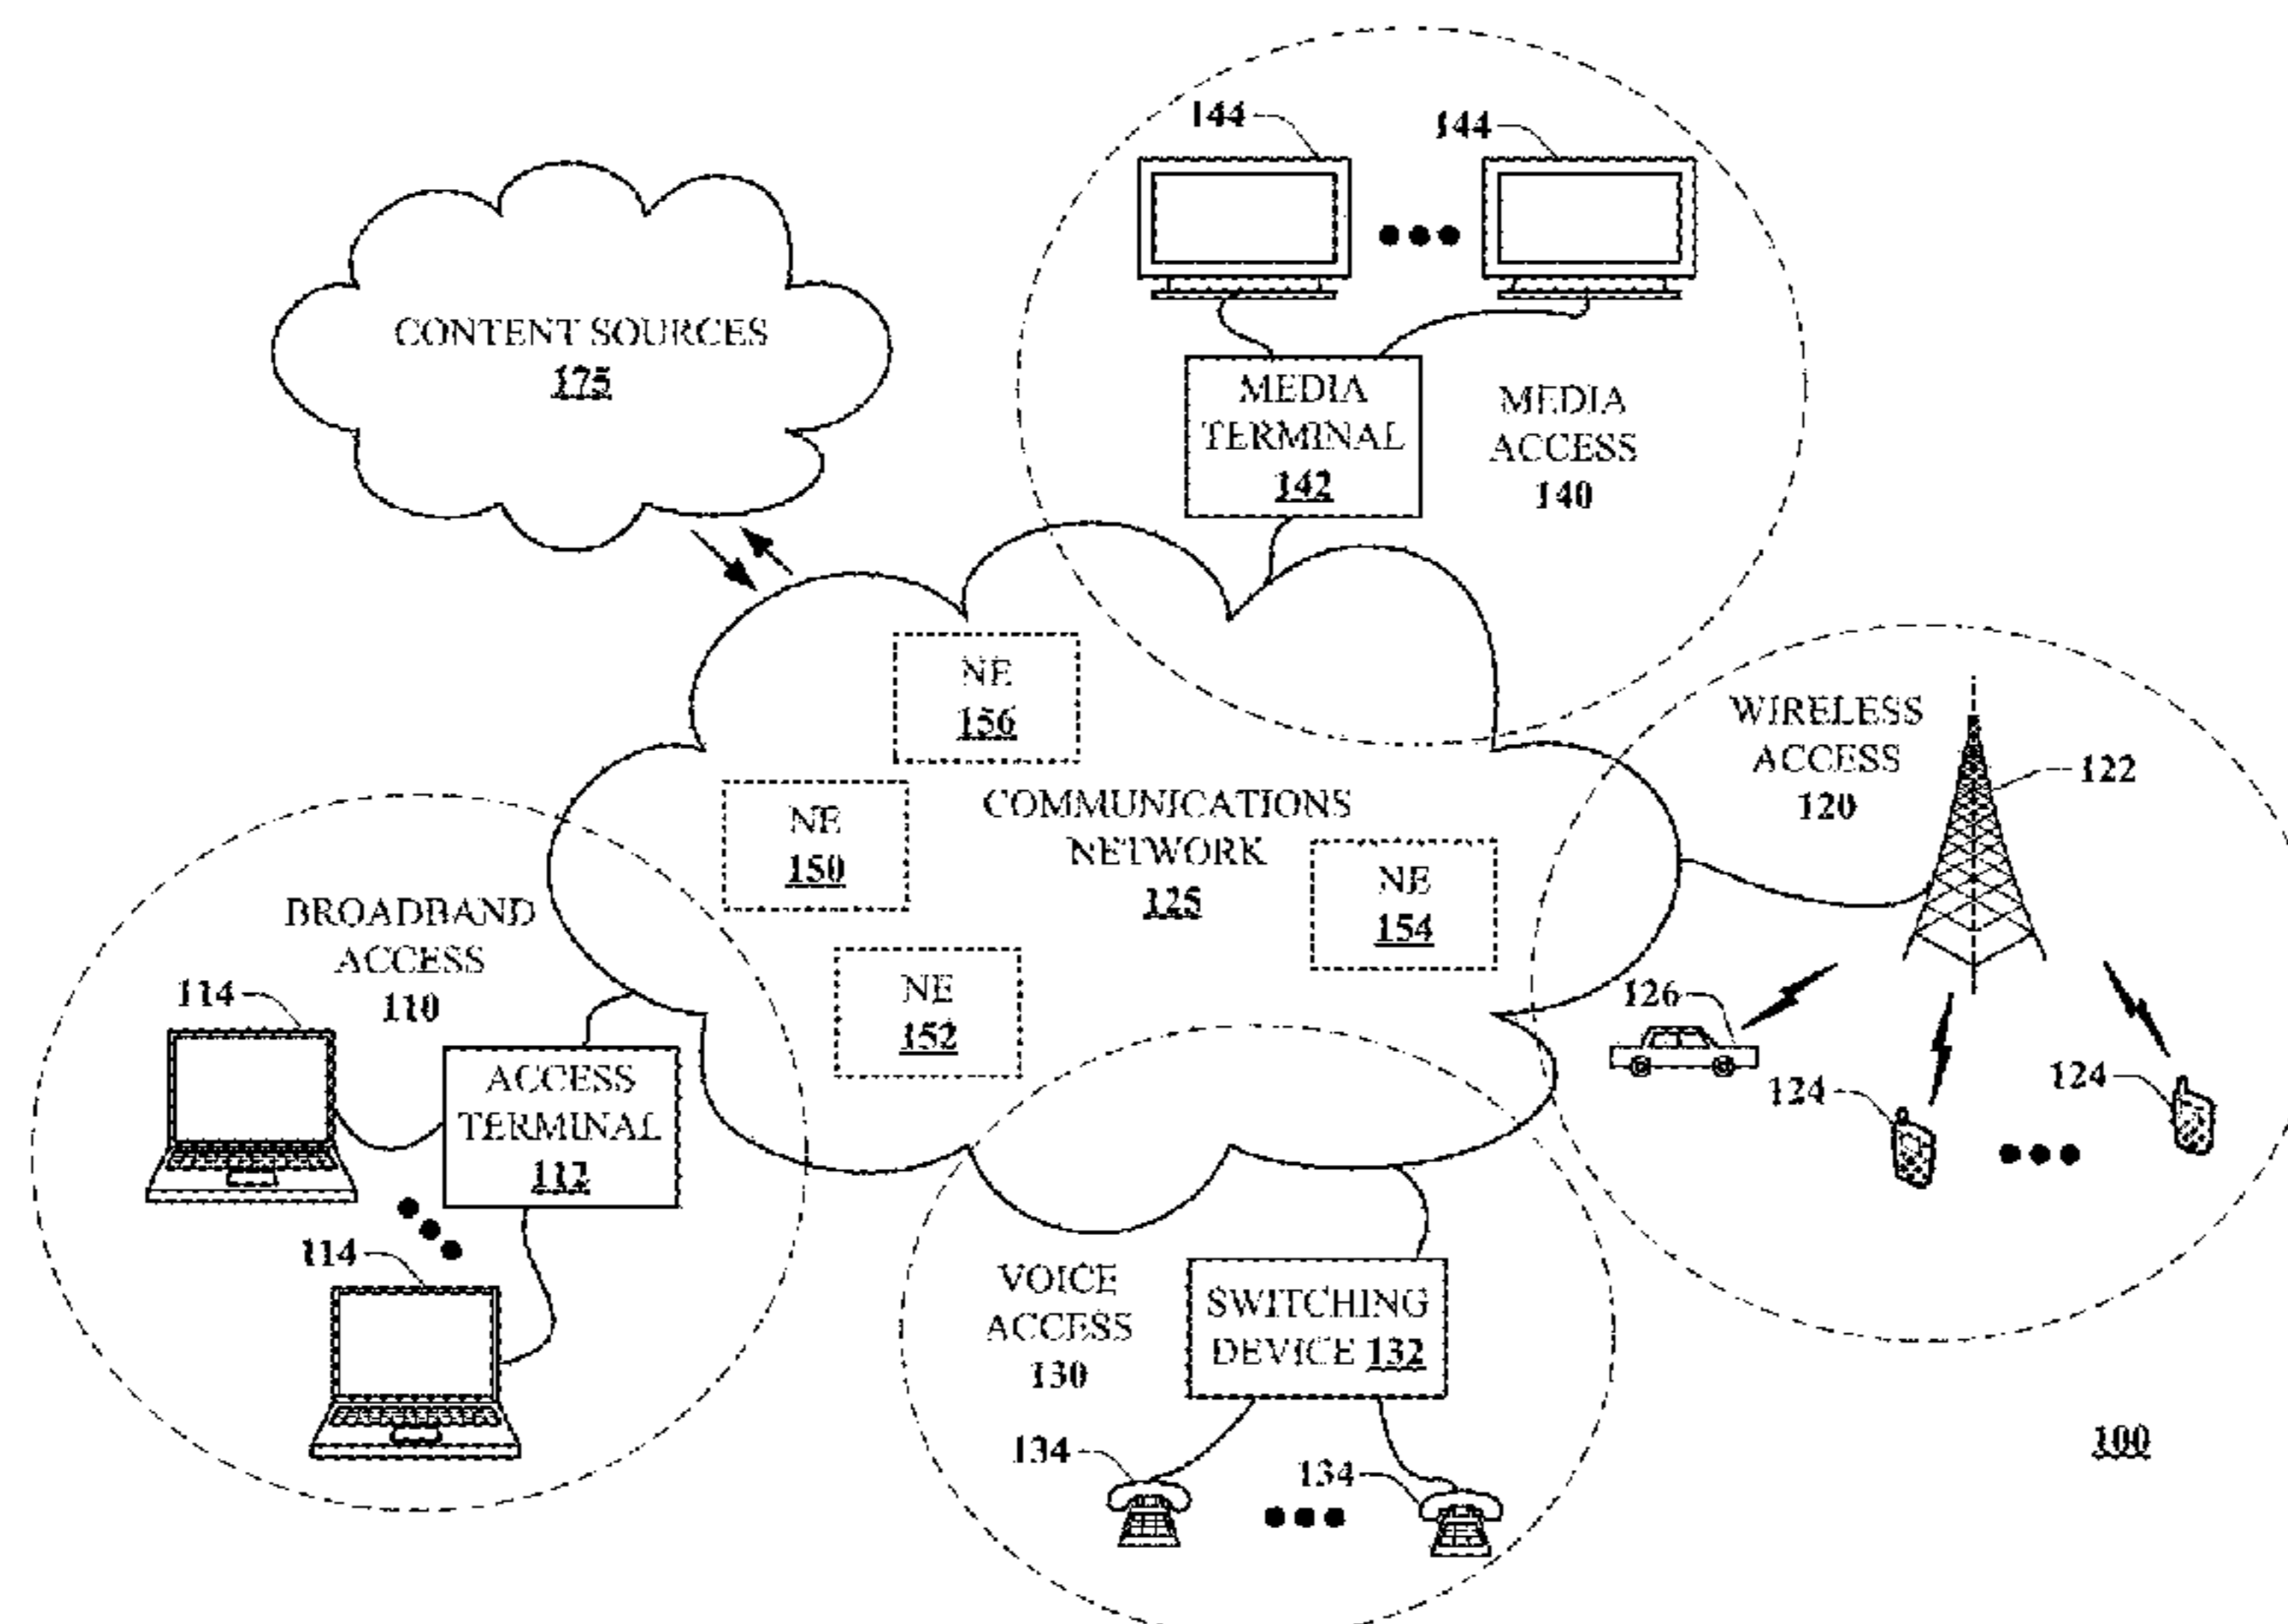 144
144
CONTENT SOURCES
175
MEDIA
TERMINAL
142
MEDIA
ACCESS
140
NE
156
WIRELESS
ACCESS
120
122
NE
150
COMMUNICATIONS
NETWORK
125
NE
154
BROADBAND
ACCESS
110
114
NE
152
126
ACCESS
TERMINAL
112
124
124
114
VOICE
ACCESS
130
SWITCHING
DEVICE 132
134
134
100